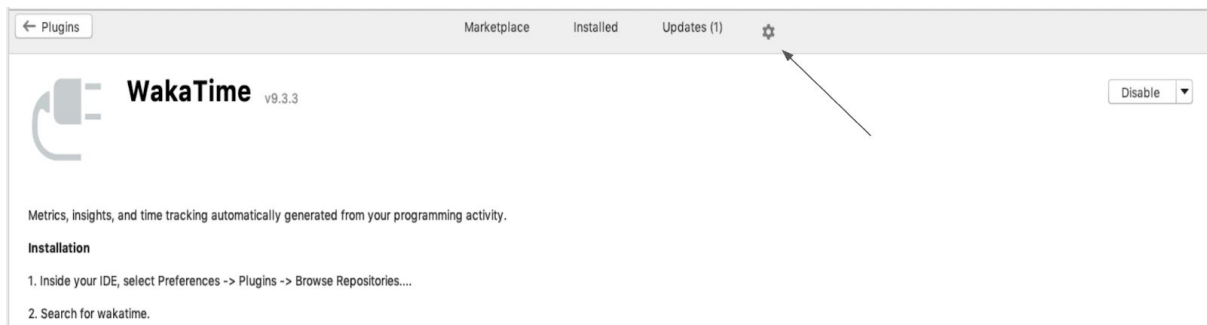 ← Plugins Marketplace Installed Updates (1)
WakaTime v9.3.3 Disable
Metrics, insights, and time tracking automatically generated from your programming activity.
Installation
1. Inside your IDE, select Preferences -> Plugins -> Browse Repositories....
2. Search for wakatime.